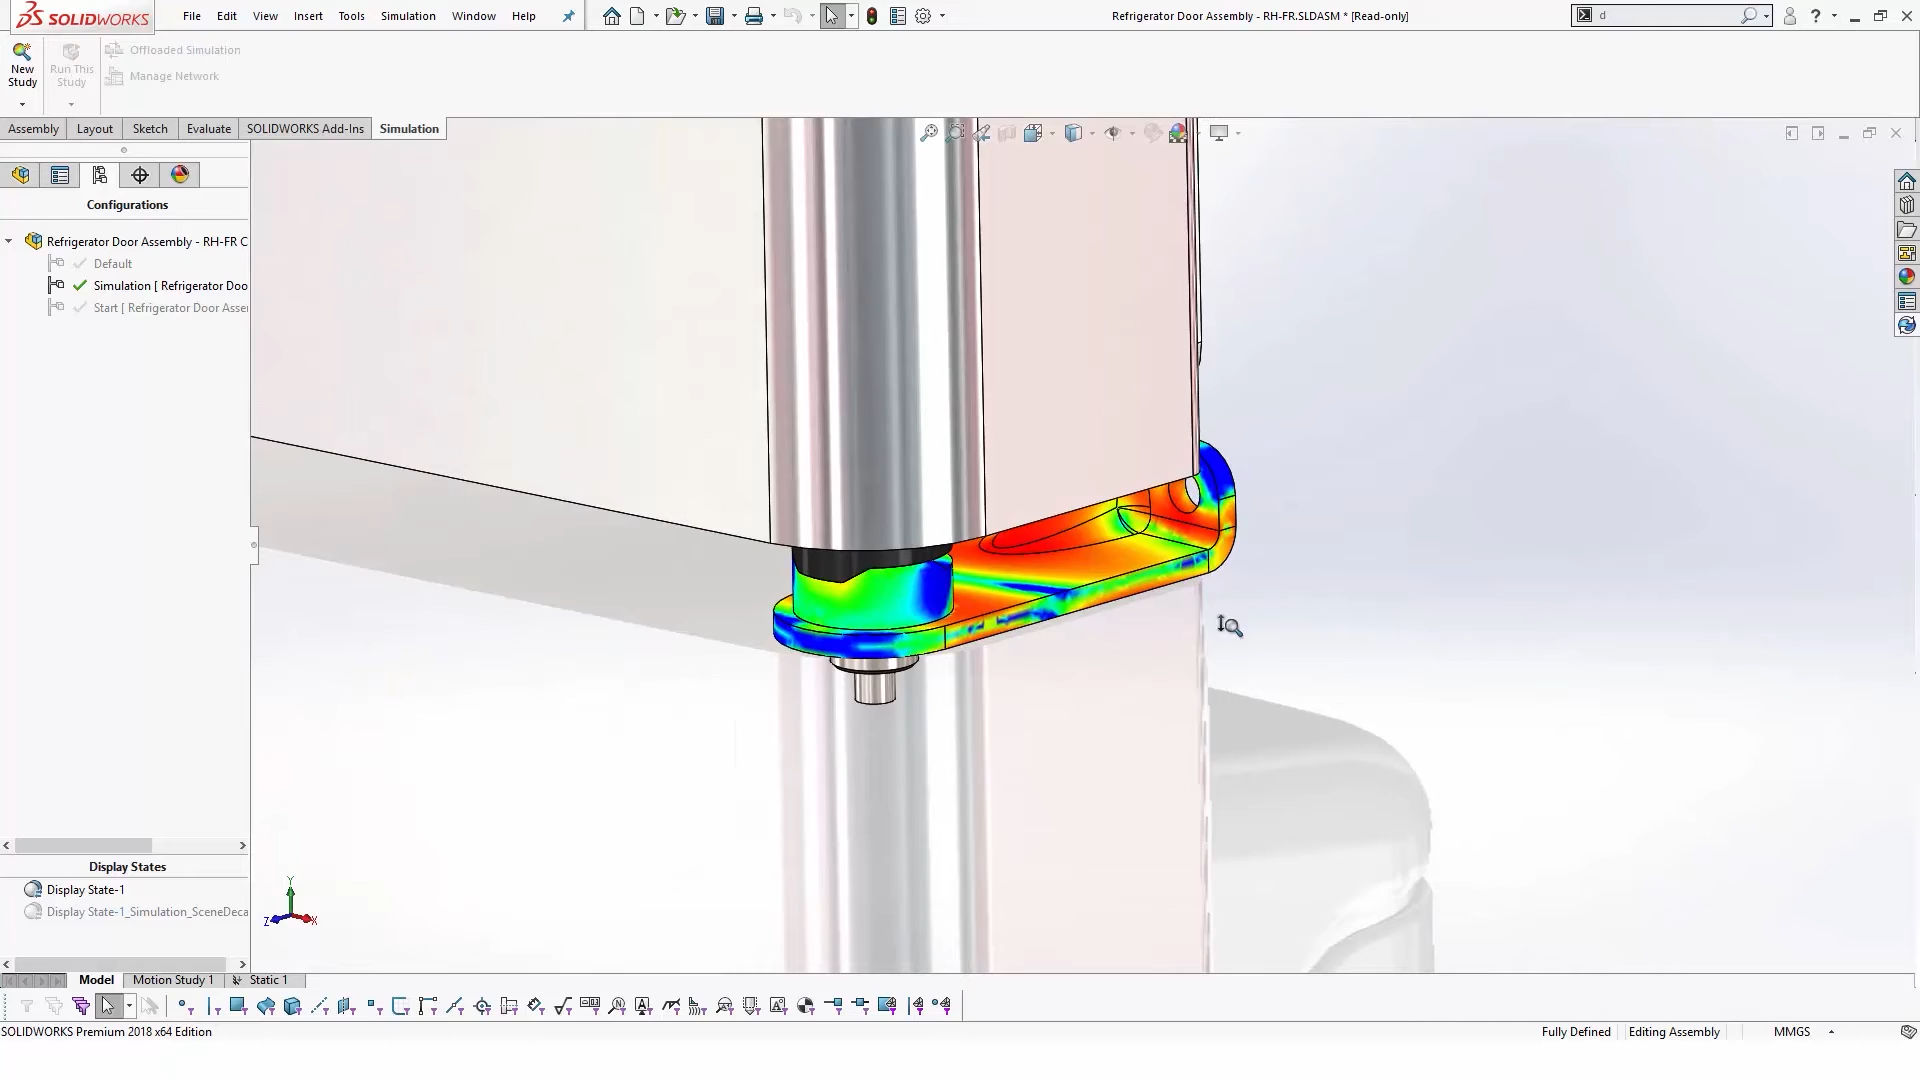 SOLIDWORKS File Edit View Insert Tools Simulation Window Help Refrigerator Door Assembly - RH-FR.SLDASM * [Read-only] d
New Study
Run This Study
Offloaded Simulation
Manage Network
Assembly Layout Sketch Evaluate SOLIDWORKS Add-Ins Simulation
Configurations
Refrigerator Door Assembly - RH-FR C
Default
Simulation [ Refrigerator Doo
Start [ Refrigerator Door Asse
Display States
Display State-1
Display State-1_Simulation_SceneDeca
Y
Z X
Model Motion Study 1 Static 1
SOLIDWORKS Premium 2018 x64 Edition Fully Defined Editing Assembly MMGS